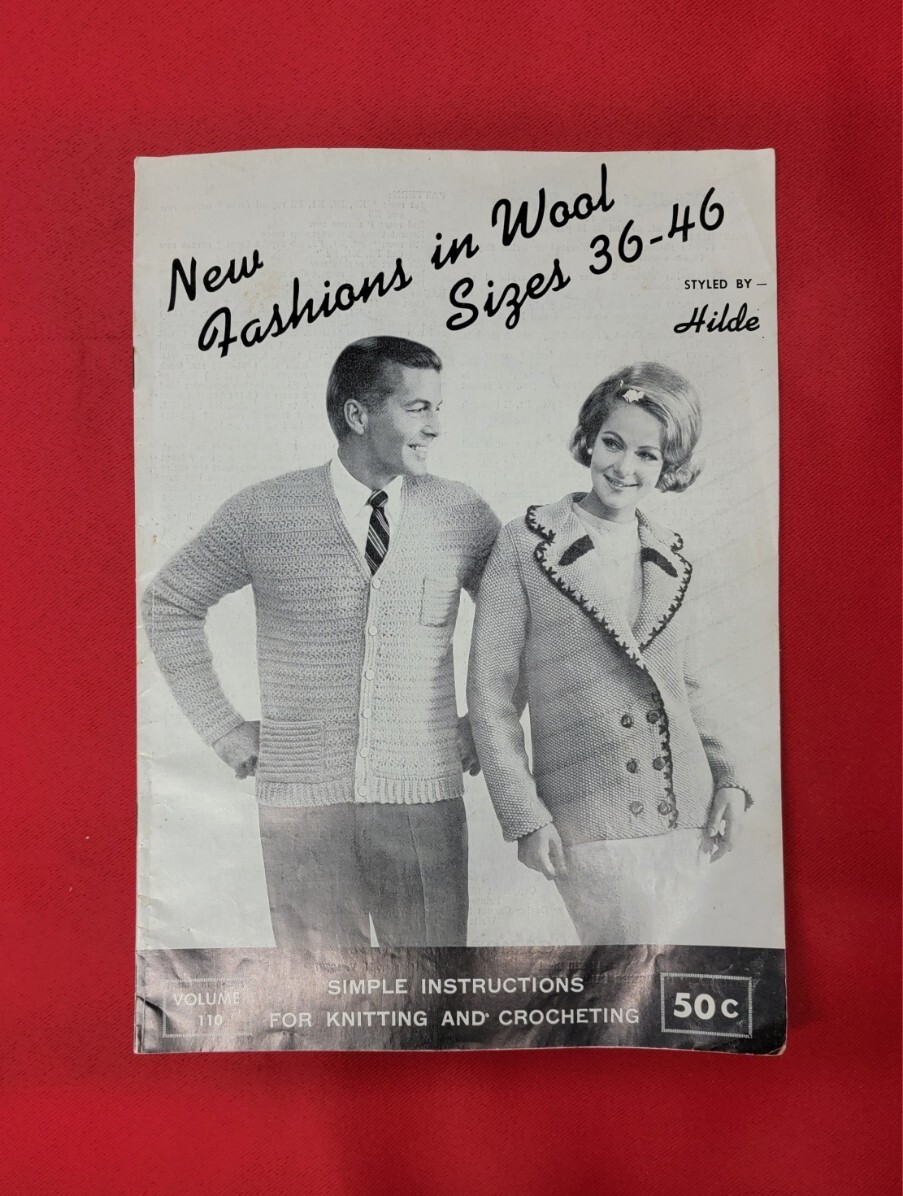 New
Fashions in Wool
Sizes 36-46
STYLED BY —
Hilde
VOLUME
110
SIMPLE INSTRUCTIONS
FOR KNITTING AND CROCHETING
50c